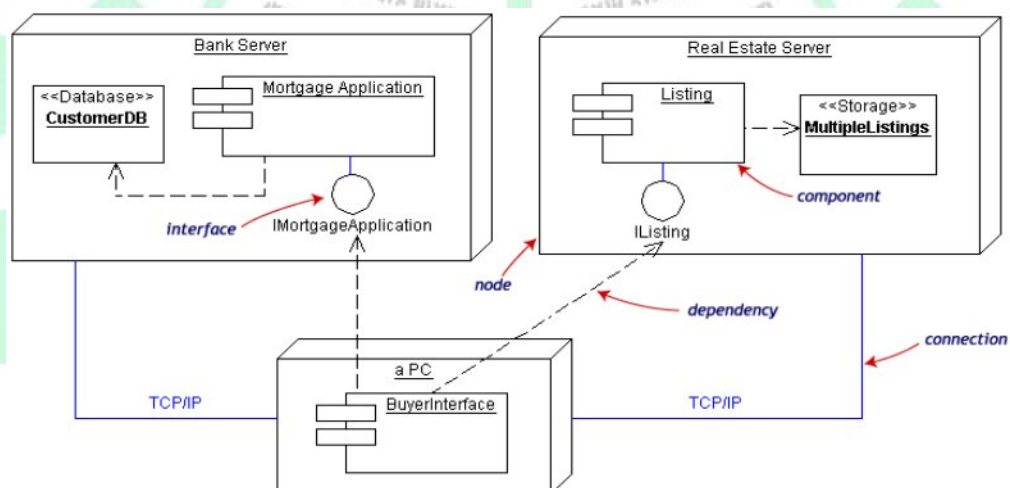 Bank Server
<<Database>>
CustomerDB
Mortgage Application
interface
IMortgageApplication
Real Estate Server
Listing
<<Storage>>
MultipleListings
component
IListing
node
dependency
connection
a PC
BuyerInterface
TCP/IP
TCP/IP